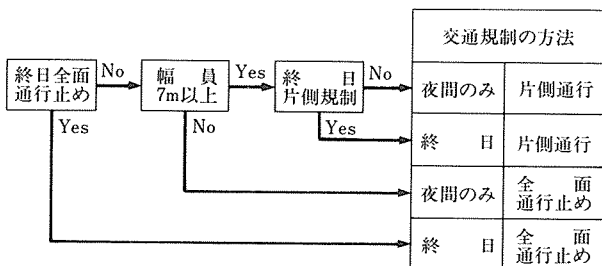 交通規制の方法
終日全面
通行止め
No
幅員
7m以上
Yes
終日
片側規制
No
夜間のみ
片側通行
Yes
No
Yes
終日
片側通行
夜間のみ
全面
通行止め
終日
全面
通行止め